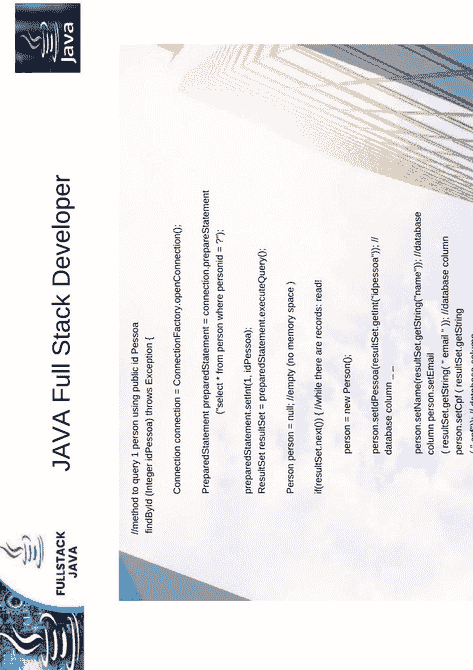 Java
JAVA Full Stack Developer
FULLSTACK
JAVA
//method to query 1 person using public id Pessoa
findById (Integer idPessoa) throws Exception {
Connection connection = ConnectionFactory.openConnection();
PreparedStatement preparedStatement = connection.prepareStatement
("select * from person where personid = ?");
preparedStatement.setInt(1, idPessoa);
ResultSet resultSet = preparedStatement.executeQuery();
Person person = null; //empty (no memory space )
if(resultSet.next()) { //while there are records: read!
person = new Person();
person.setIdPessoa(resultSet.getInt("idpessoa")); //
database column _ _
person.setName(resultSet.getString("name")); //database
column person.setEmail
( resultSet.getString( " email " )); //database column
person.setCpf ( resultSet.getString